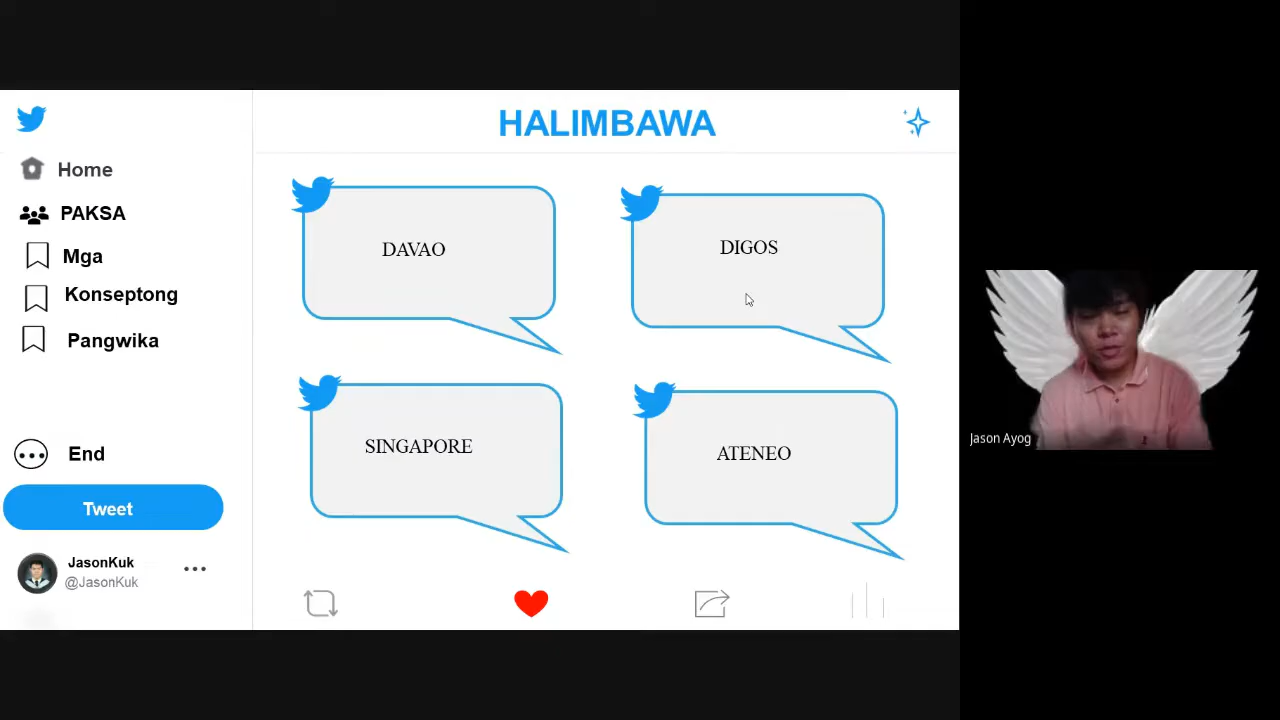 HALIMBAWA
Home
PAKSA
Mga
Konseptong
Pangwika
End
Tweet
JasonKuk
@JasonKuk
DAVAO
DIGOS
SINGAPORE
ATENEO
Jason Ayog